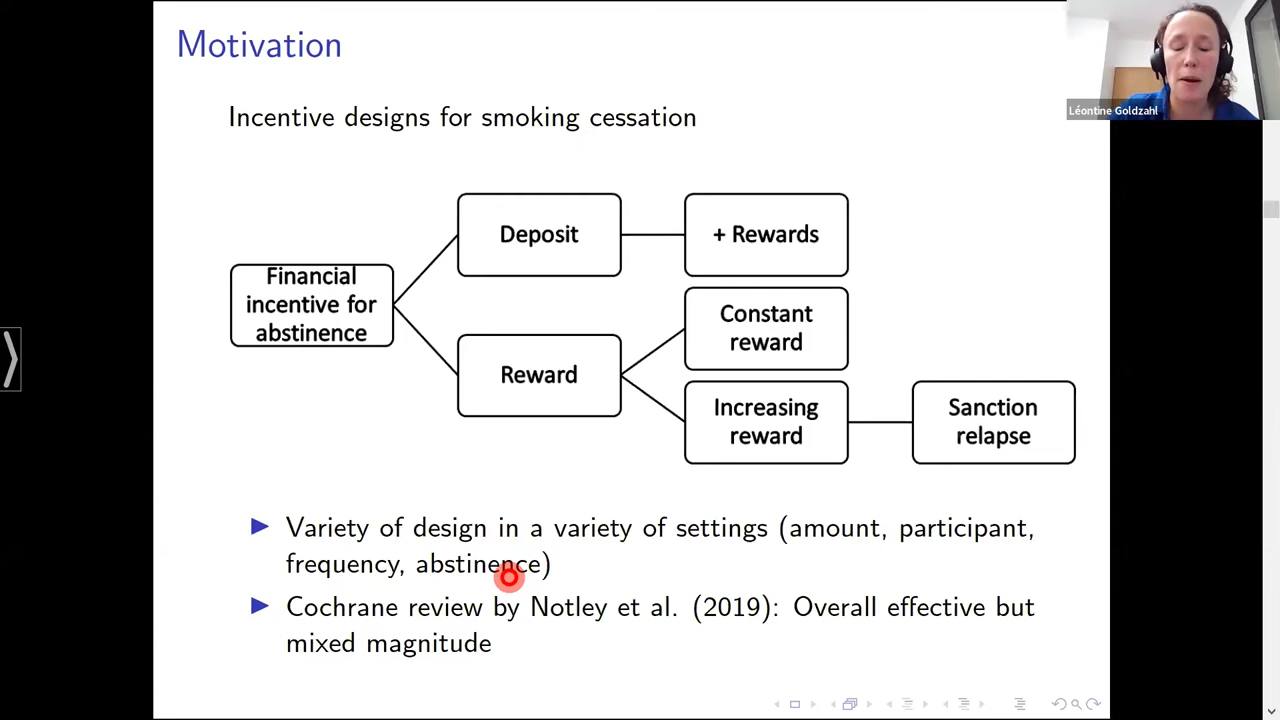 Motivation
Léontine Goldzahl
Incentive designs for smoking cessation
Financial
incentive for
abstinence
Deposit
+ Rewards
Reward
Constant
reward
Increasing
reward
Sanction
relapse
Variety of design in a variety of settings (amount, participant,
frequency, abstinence)
Cochrane review by Notley et al. (2019): Overall effective but
mixed magnitude